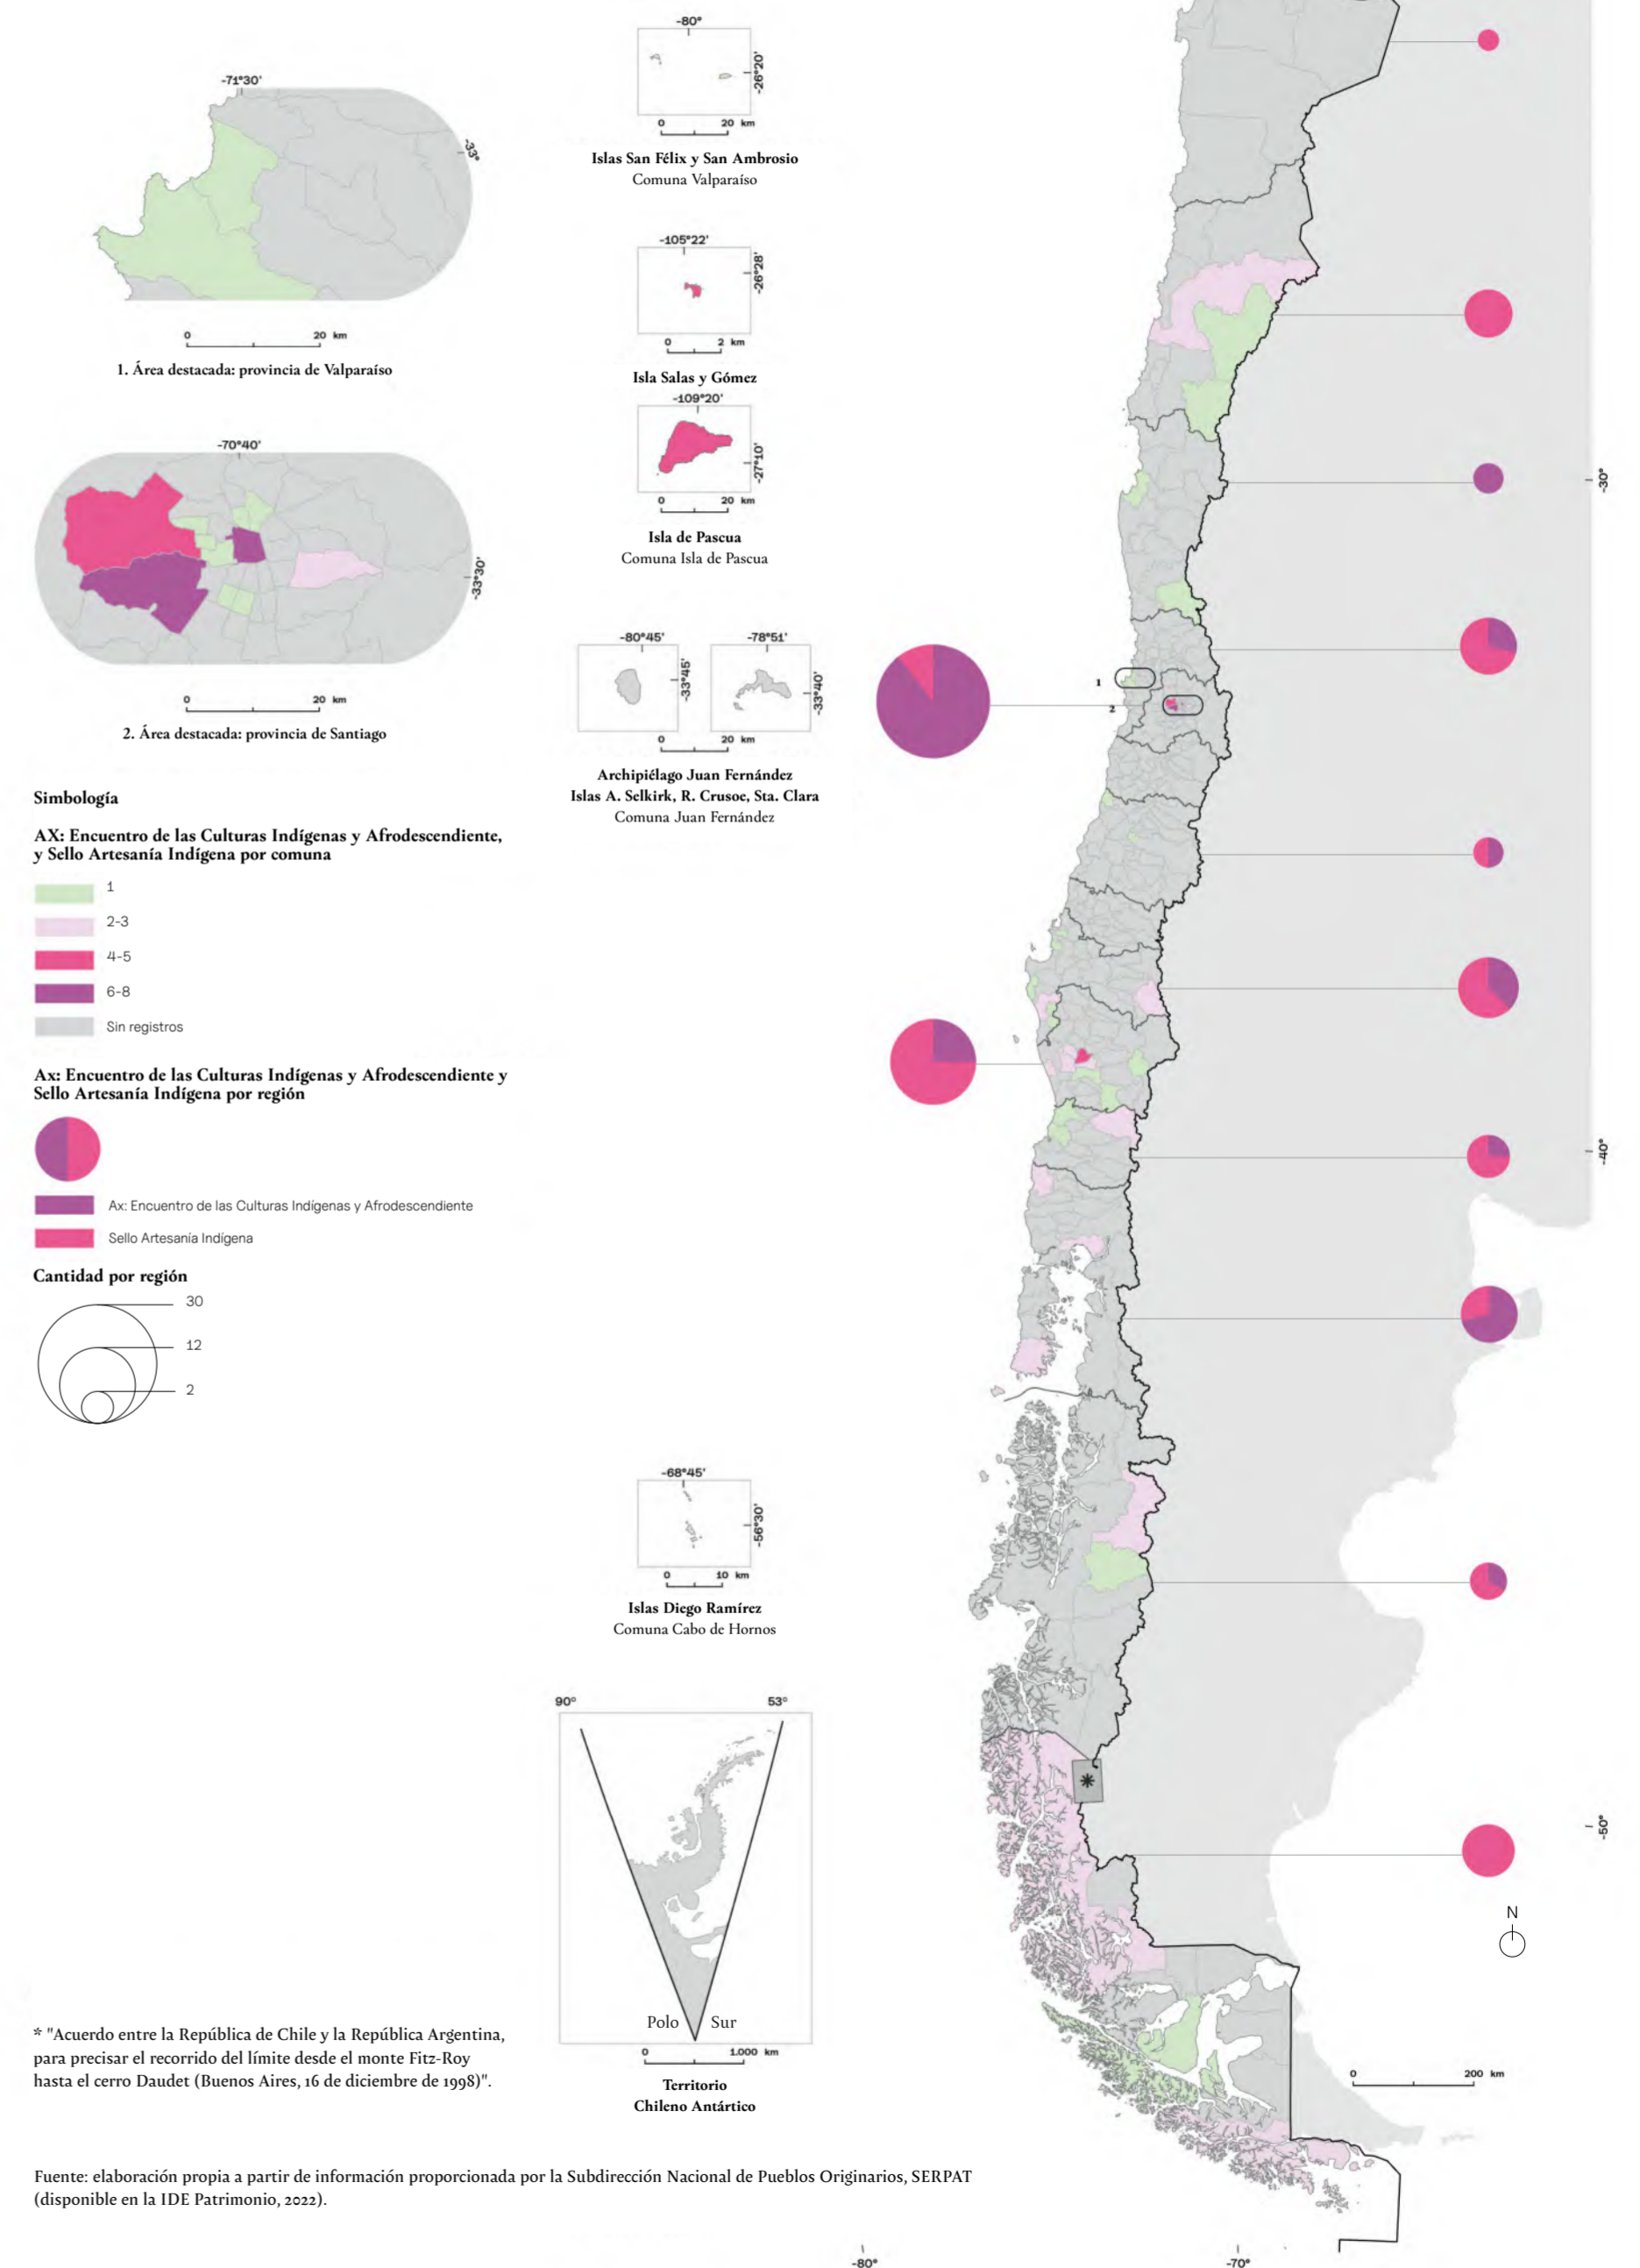 -71°30'
-33°
0 20 km
1. Área destacada: provincia de Valparaíso
-70°40'
-33°30'
0 20 km
2. Área destacada: provincia de Santiago
Simbología
AX: Encuentro de las Culturas Indígenas y Afrodescendiente,
y Sello Artesanía Indígena por comuna
1
2-3
4-5
6-8
Sin registros
Ax: Encuentro de las Culturas Indígenas y Afrodescendiente y
Sello Artesanía Indígena por región
Ax: Encuentro de las Culturas Indígenas y Afrodescendiente
Sello Artesanía Indígena
Cantidad por región
30
12
2
-80°
-26°20'
0 20 km
Islas San Félix y San Ambrosio
Comuna Valparaíso
-105°22'
-26°28'
0 2 km
Isla Salas y Gómez
-109°20'
-27°10'
0 20 km
Isla de Pascua
Comuna Isla de Pascua
-80°45'
-33°45'
-78°51'
-33°40'
0 20 km
Archipiélago Juan Fernández
Islas A. Selkirk, R. Crusoe, Sta. Clara
Comuna Juan Fernández
-68°45'
-56°30'
0 10 km
Islas Diego Ramírez
Comuna Cabo de Hornos
90° 53°
Polo Sur
0 1.000 km
Territorio
Chileno Antártico
1
2
-30°
-40°
-50°
*
N
0 200 km
* "Acuerdo entre la República de Chile y la República Argentina,
para precisar el recorrido del límite desde el monte Fitz-Roy
hasta el cerro Daudet (Buenos Aires, 16 de diciembre de 1998)".
Fuente: elaboración propia a partir de información proporcionada por la Subdirección Nacional de Pueblos Originarios, SERPAT
(disponible en la IDE Patrimonio, 2022).
-80° -70°